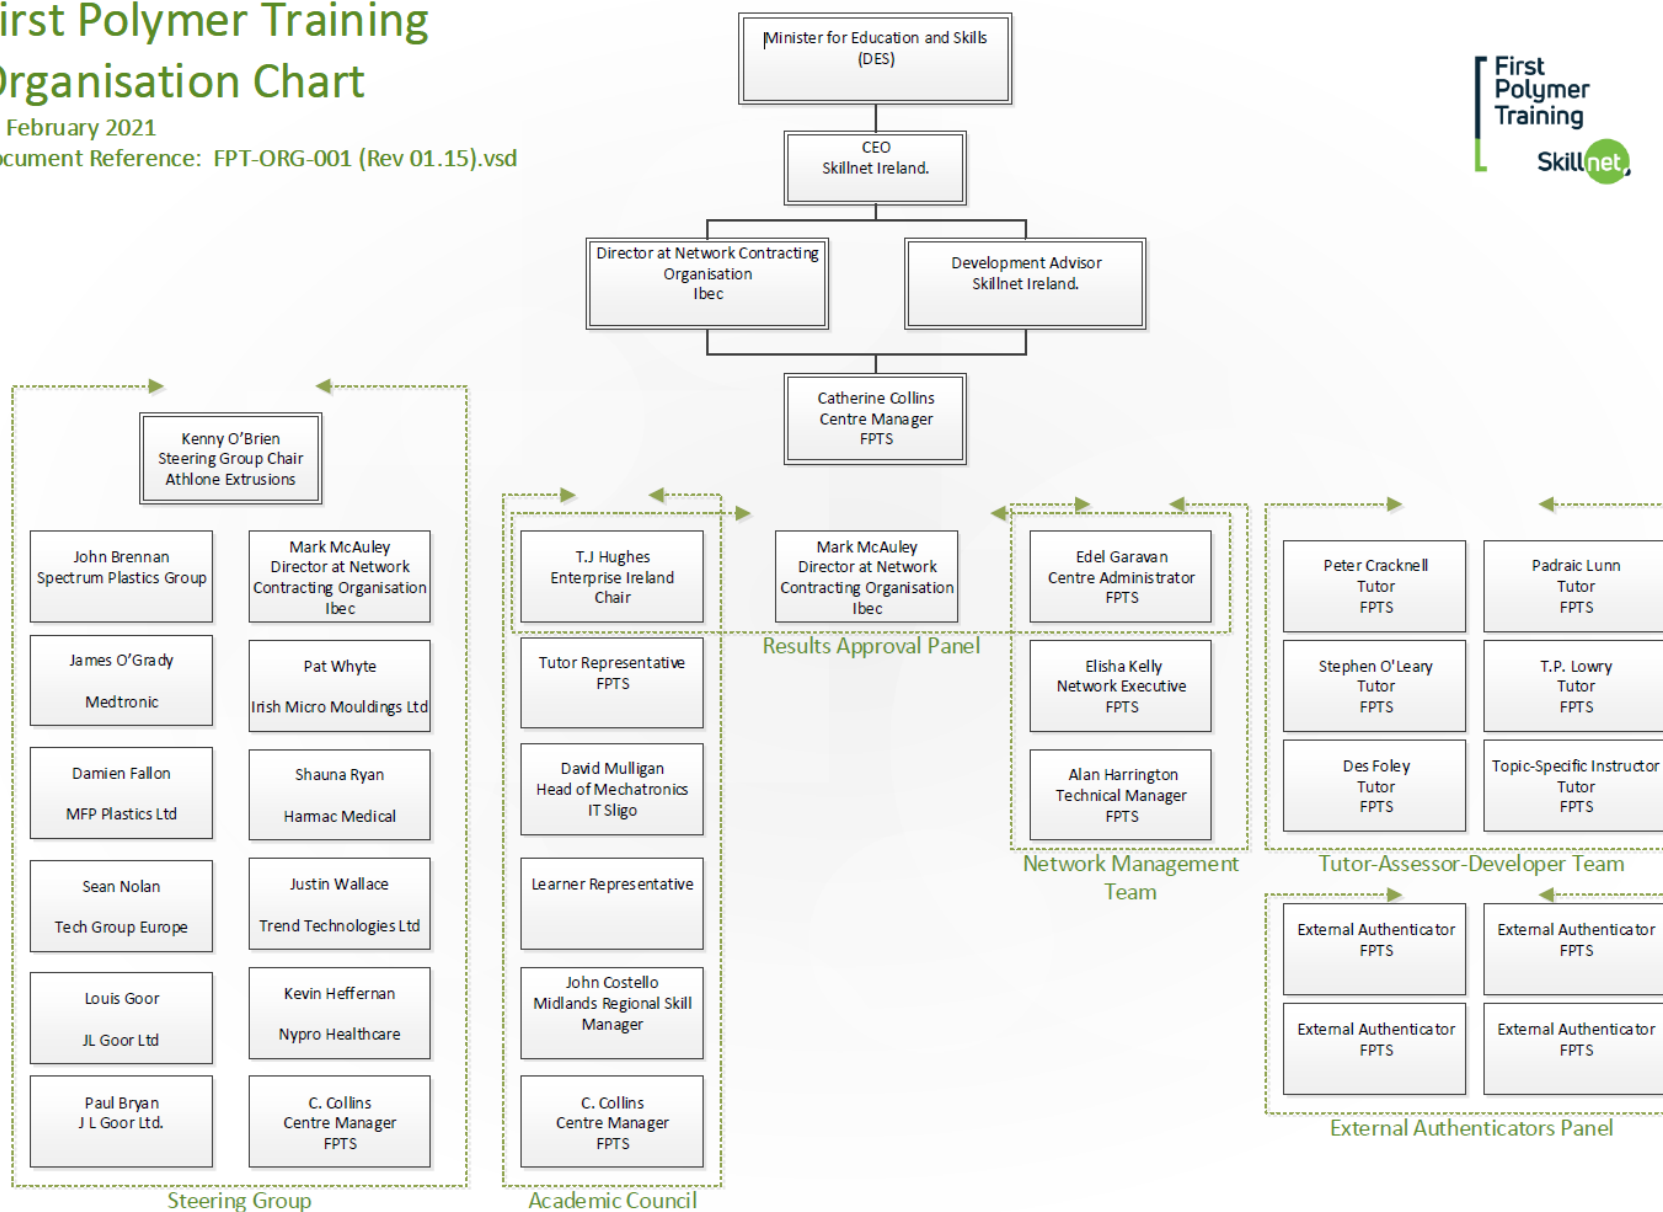 irst Polymer Training
Organisation Chart
February 2021
ocument Reference: FPT-ORG-001 (Rev 01.15).vsd
First
Polymer
Training
Skillnet
Minister for Education and Skills
(DES)
CEO
Skillnet Ireland.
Director at Network Contracting
Organisation
Ibec
Development Advisor
Skillnet Ireland.
Catherine Collins
Centre Manager
FPTS
Kenny O'Brien
Steering Group Chair
Athlone Extrusions
John Brennan
Spectrum Plastics Group
Mark McAuley
Director at Network
Contracting Organisation
Ibec
James O'Grady
Medtronic
Pat Whyte
Irish Micro Mouldings Ltd
Damien Fallon
MFP Plastics Ltd
Shauna Ryan
Harmac Medical
Sean Nolan
Tech Group Europe
Justin Wallace
Trend Technologies Ltd
Louis Goor
JL Goor Ltd
Kevin Heffernan
Nypro Healthcare
Paul Bryan
J L Goor Ltd.
C. Collins
Centre Manager
FPTS
Steering Group
T.J Hughes
Enterprise Ireland
Chair
Tutor Representative
FPTS
David Mulligan
Head of Mechatronics
IT Sligo
Learner Representative
John Costello
Midlands Regional Skill
Manager
C. Collins
Centre Manager
FPTS
Academic Council
Mark McAuley
Director at Network
Contracting Organisation
Ibec
Results Approval Panel
Edel Garavan
Centre Administrator
FPTS
Elisha Kelly
Network Executive
FPTS
Alan Harrington
Technical Manager
FPTS
Network Management
Team
Peter Cracknell
Tutor
FPTS
Padraic Lunn
Tutor
FPTS
Stephen O'Leary
Tutor
FPTS
T.P. Lowry
Tutor
FPTS
Des Foley
Tutor
FPTS
Topic-Specific Instructor
Tutor
FPTS
Tutor-Assessor-Developer Team
External Authenticator
FPTS
External Authenticator
FPTS
External Authenticator
FPTS
External Authenticator
FPTS
External Authenticators Panel